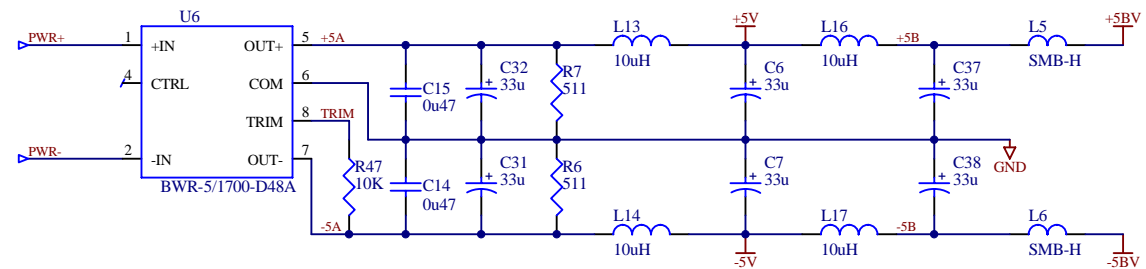 U6
L13
+5V
L16
L5
+5BV
PWR+
1
+IN
OUT+
5
+5A
+5B
10uH
10uH
SMB-H
4
CTRL
COM
6
C15
0u47
C32
33u
R7
511
C6
33u
C37
33u
TRIM
8
TRIM
GND
PWR-
2
-IN
OUT-
7
R47
10K
C14
0u47
C31
33u
R6
511
C7
33u
C38
33u
BWR-5/1700-D48A
-5A
L14
10uH
-5V
L17
10uH
-5B
L6
SMB-H
-5BV